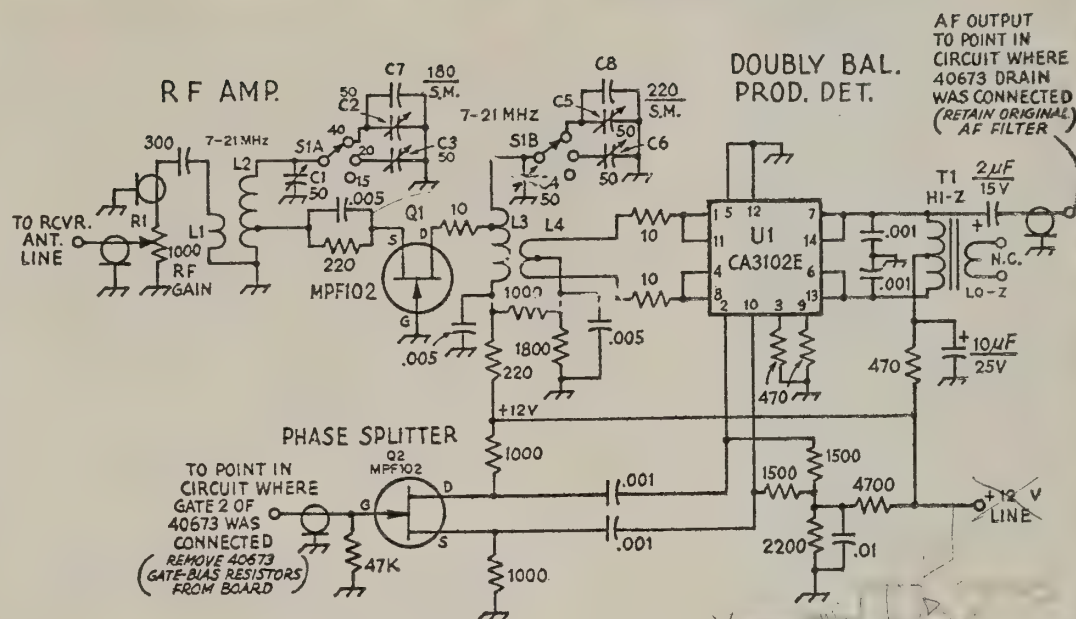 RF AMP.
DOUBLY BAL.
PROD. DET.
AF OUTPUT
TO POINT IN
CIRCUIT WHERE
40673 DRAIN
WAS CONNECTED
(RETAIN ORIGINAL
AF FILTER)
C7
180
S.M.
50
C2
40
S1A
C3
50
20
15
7-21MHz
L2
300
C1
50
.005
220
TO RCVR.
ANT.
LINE
R1
1000
RF
GAIN
L1
Q1
S
D
G
MPF102
10
C8
220
S.M.
7-21MHz
C5
S1B
50
C6
50
C4
50
L3
L4
10
10
.005
1000
1800
220
.005
+12V
1
5
12
7
11
U1
14
CA3102E
4
6
8
13
2
10
3
9
470
.001
.001
T1
HI-Z
2µF
15V
+
N.C.
LO-Z
+
10µF
25V
470
PHASE SPLITTER
Q2
MPF102
TO POINT IN
CIRCUIT WHERE
GATE 2 OF
40673 WAS
CONNECTED
(REMOVE 40673
GATE-BIAS RESISTORS
FROM BOARD)
G
D
S
47K
1000
1000
.001
.001
1500
1500
4700
2200
.01
+12 V
LINE